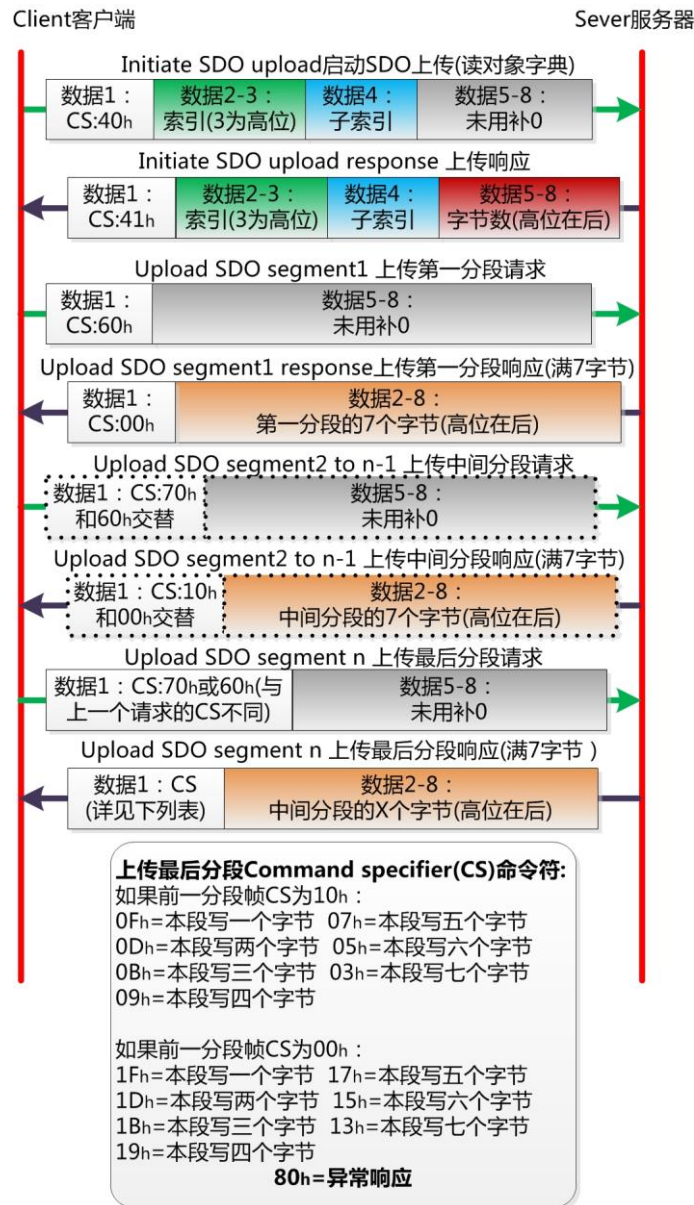 Client客户端
Sever服务器
Initiate SDO upload启动SDO上传(读对象字典)
数据1：
CS:40h
数据2-3：
索引(3为高位)
数据4：
子索引
数据5-8：
未用补0
Initiate SDO upload response 上传响应
数据1：
CS:41h
数据2-3：
索引(3为高位)
数据4：
子索引
数据5-8：
字节数(高位在后)
Upload SDO segment1 上传第一分段请求
数据1：
CS:60h
数据5-8：
未用补0
Upload SDO segment1 response上传第一分段响应(满7字节)
数据1：
CS:00h
数据2-8：
第一分段的7个字节(高位在后)
Upload SDO segment2 to n-1 上传中间分段请求
数据1：CS:70h
和60h交替
数据5-8：
未用补0
Upload SDO segment2 to n-1 上传中间分段响应(满7字节)
数据1：CS:10h
和00h交替
数据2-8：
中间分段的7个字节(高位在后)
Upload SDO segment n 上传最后分段请求
数据1：CS:70h或60h(与
上一个请求的CS不同)
数据5-8：
未用补0
Upload SDO segment n 上传最后分段响应(满7字节 )
数据1：CS
(详见下列表)
数据2-8：
中间分段的X个字节(高位在后)
上传最后分段Command specifier(CS)命令符:
如果前一分段帧CS为10h：
0Fh=本段写一个字节 07h=本段写五个字节
0Dh=本段写两个字节 05h=本段写六个字节
0Bh=本段写三个字节 03h=本段写七个字节
09h=本段写四个字节
如果前一分段帧CS为00h：
1Fh=本段写一个字节 17h=本段写五个字节
1Dh=本段写两个字节 15h=本段写六个字节
1Bh=本段写三个字节 13h=本段写七个字节
19h=本段写四个字节
80h=异常响应